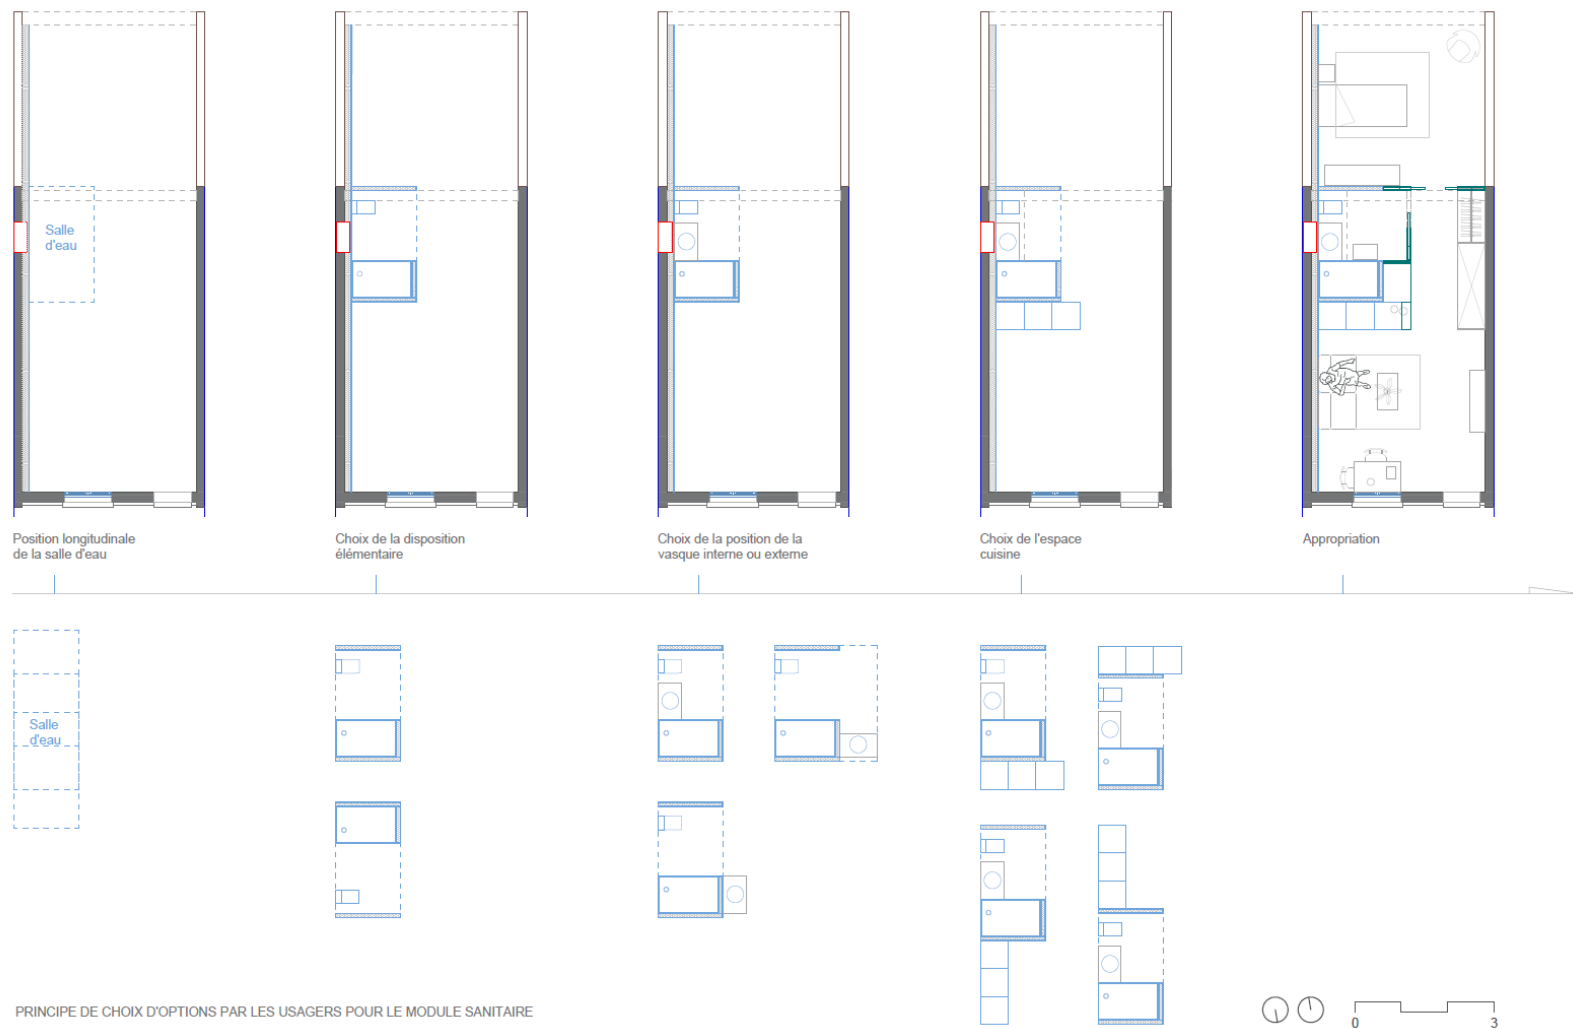 Salle
d'eau
Position longitudinale
de la salle d'eau
Choix de la disposition
élémentaire
Choix de la position de la
vasque interne ou externe
Choix de l'espace
cuisine
Appropriation
Salle
d'eau
PRINCIPE DE CHOIX D'OPTIONS PAR LES USAGERS POUR LE MODULE SANITAIRE
0
3